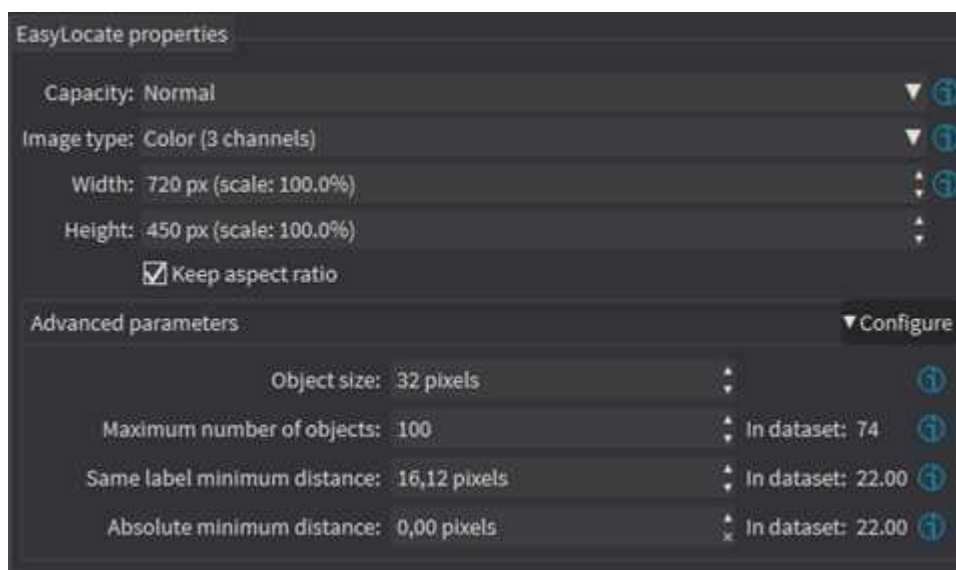 EasyLocate properties
Capacity: Normal
Image type: Color (3 channels)
Width: 720 px (scale: 100.0%)
Height: 450 px (scale: 100.0%)
Keep aspect ratio
Advanced parameters Configure
Object size: 32 pixels
Maximum number of objects: 100 In dataset: 74
Same label minimum distance: 16,12 pixels In dataset: 22.00
Absolute minimum distance: 0,00 pixels In dataset: 22.00